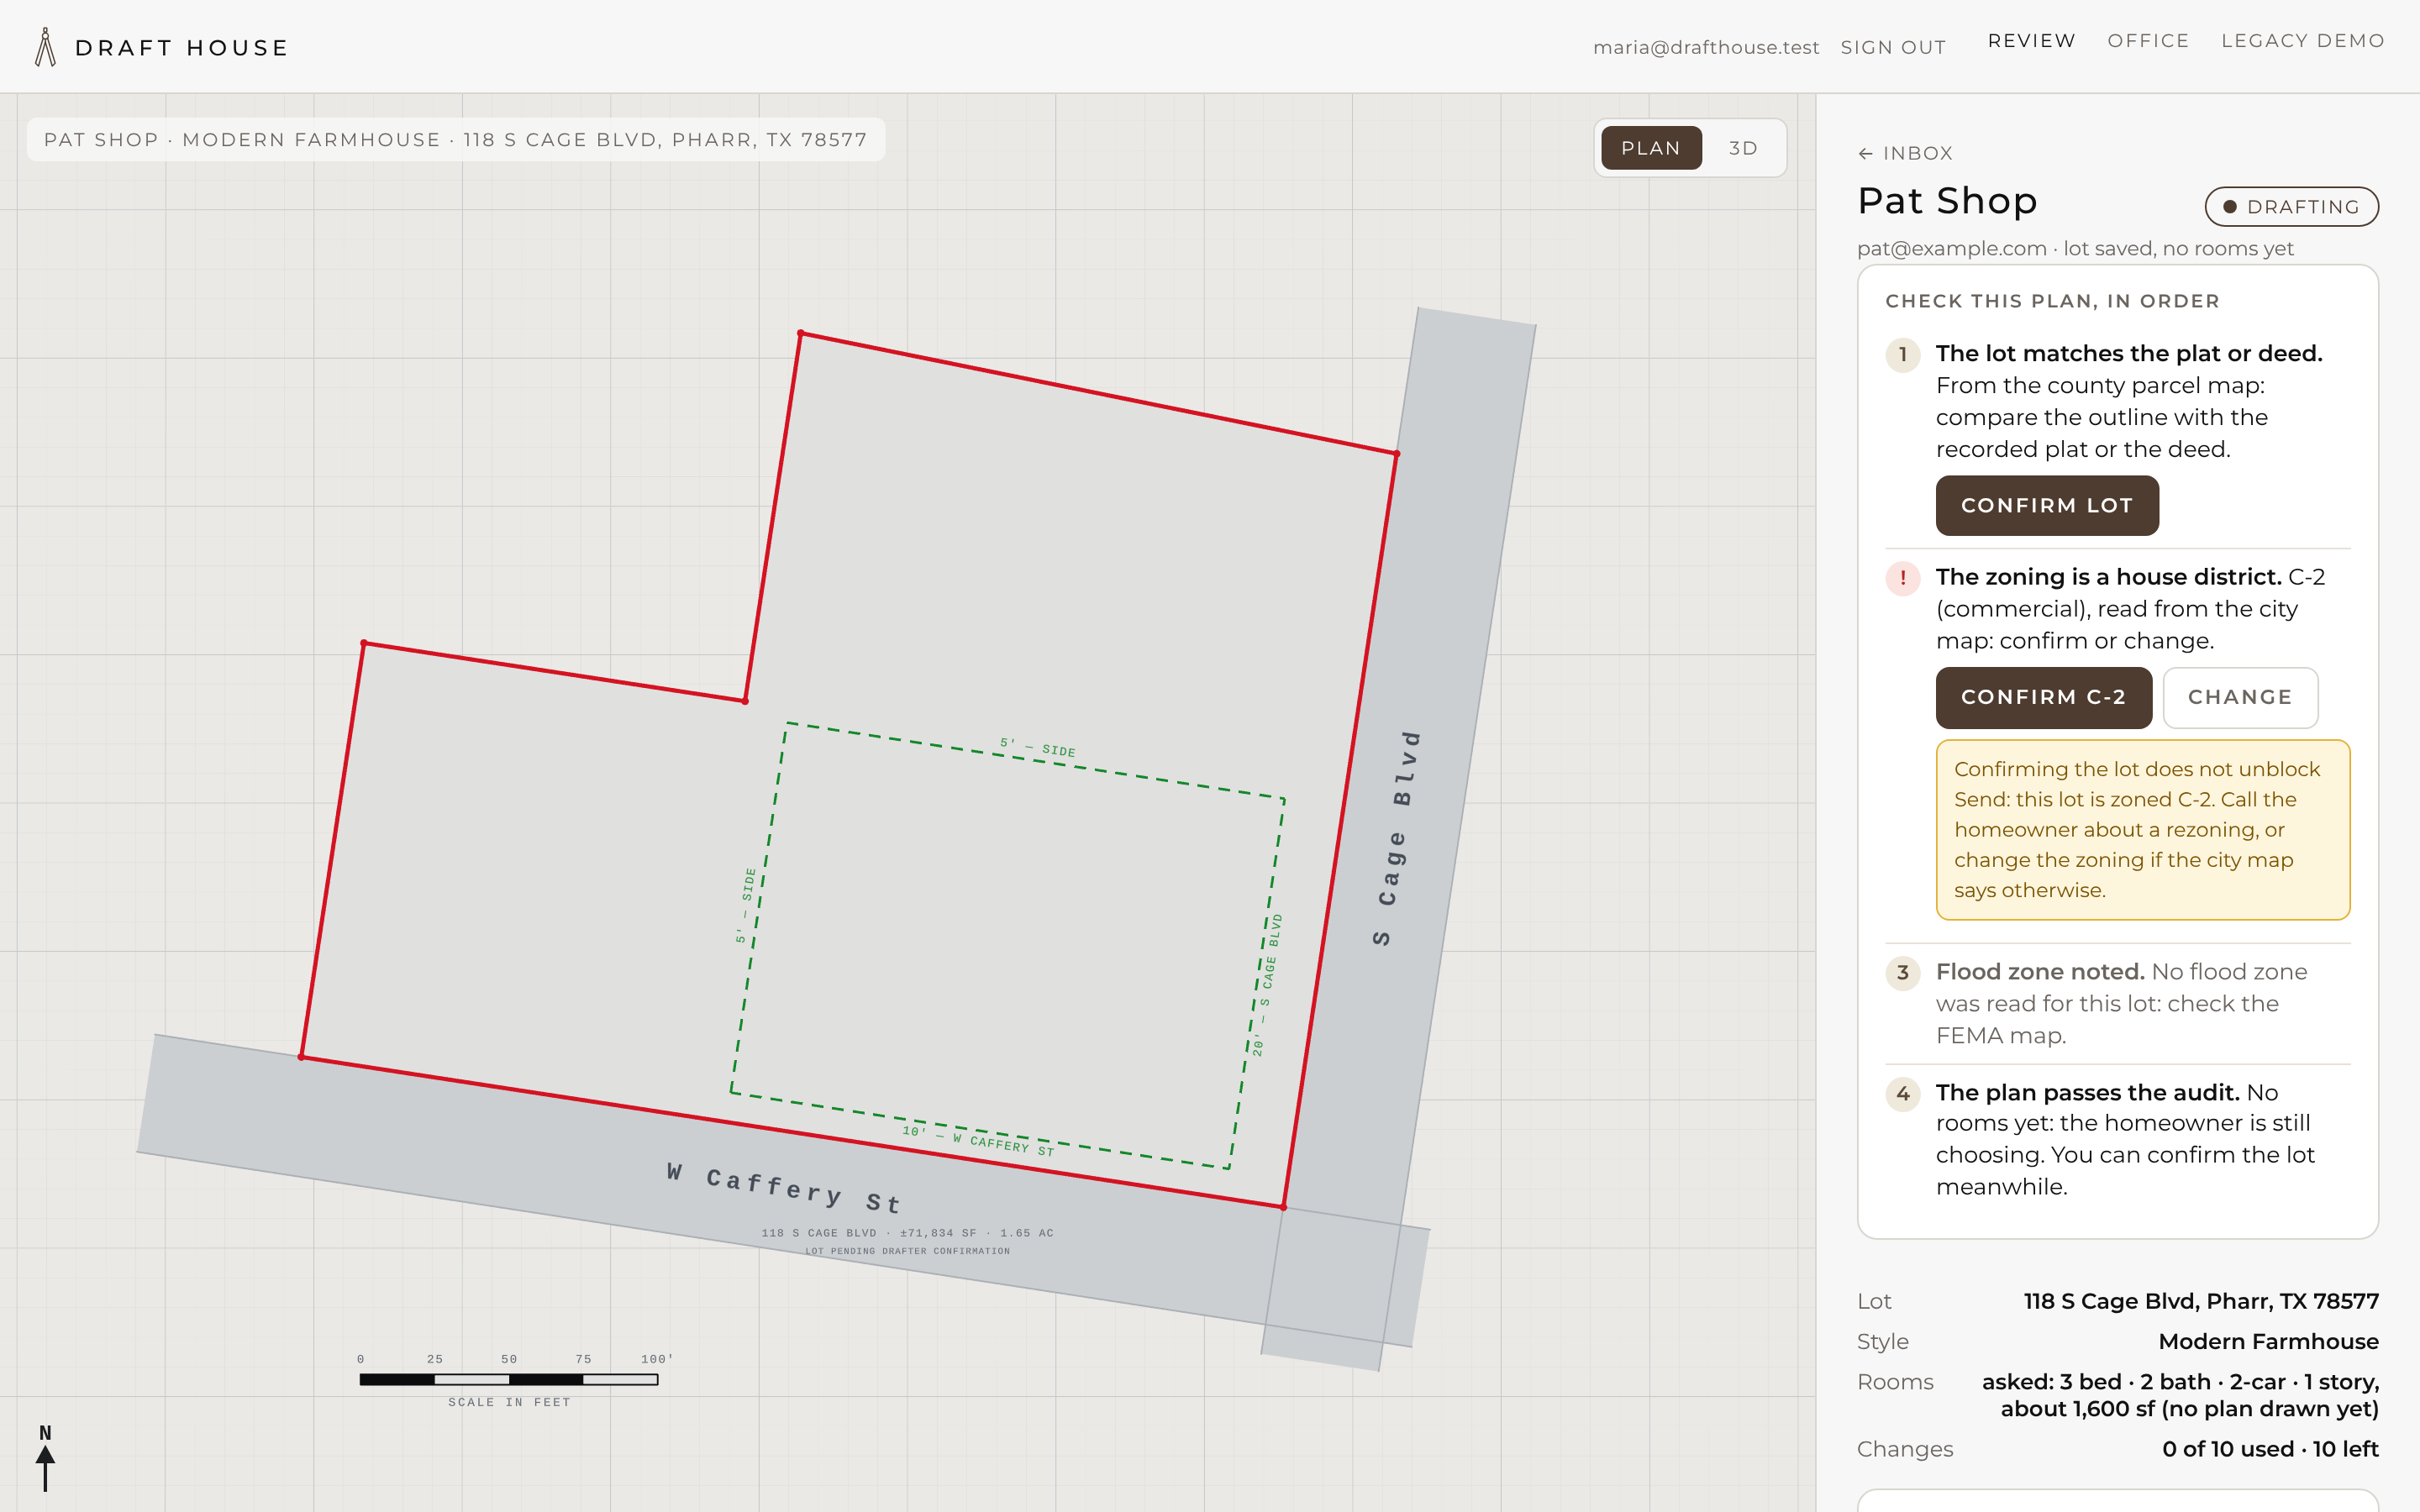 DRAFT HOUSE
maria@drafthouse.test SIGN OUT REVIEW OFFICE LEGACY DEMO
PAT SHOP · MODERN FARMHOUSE · 118 S CAGE BLVD, PHARR, TX 78577
PLAN 3D
5' — SIDE
5' — SIDE
20' — S CAGE BLVD
10' — W CAFFERY ST
S Cage Blvd
W Caffery St
118 S CAGE BLVD · ±71,834 SF · 1.65 AC
LOT PENDING DRAFTER CONFIRMATION
0 25 50 75 100'
SCALE IN FEET
N
← INBOX
Pat Shop
DRAFTING
pat@example.com · lot saved, no rooms yet
CHECK THIS PLAN, IN ORDER
1 The lot matches the plat or deed.
From the county parcel map:
compare the outline with the
recorded plat or the deed.
CONFIRM LOT
! The zoning is a house district. C-2
(commercial), read from the city
map: confirm or change.
CONFIRM C-2 CHANGE
Confirming the lot does not unblock
Send: this lot is zoned C-2. Call the
homeowner about a rezoning, or
change the zoning if the city map
says otherwise.
3 Flood zone noted. No flood zone
was read for this lot: check the
FEMA map.
4 The plan passes the audit. No
rooms yet: the homeowner is still
choosing. You can confirm the lot
meanwhile.
Lot 118 S Cage Blvd, Pharr, TX 78577
Style Modern Farmhouse
Rooms asked: 3 bed · 2 bath · 2-car · 1 story,
about 1,600 sf (no plan drawn yet)
Changes 0 of 10 used · 10 left